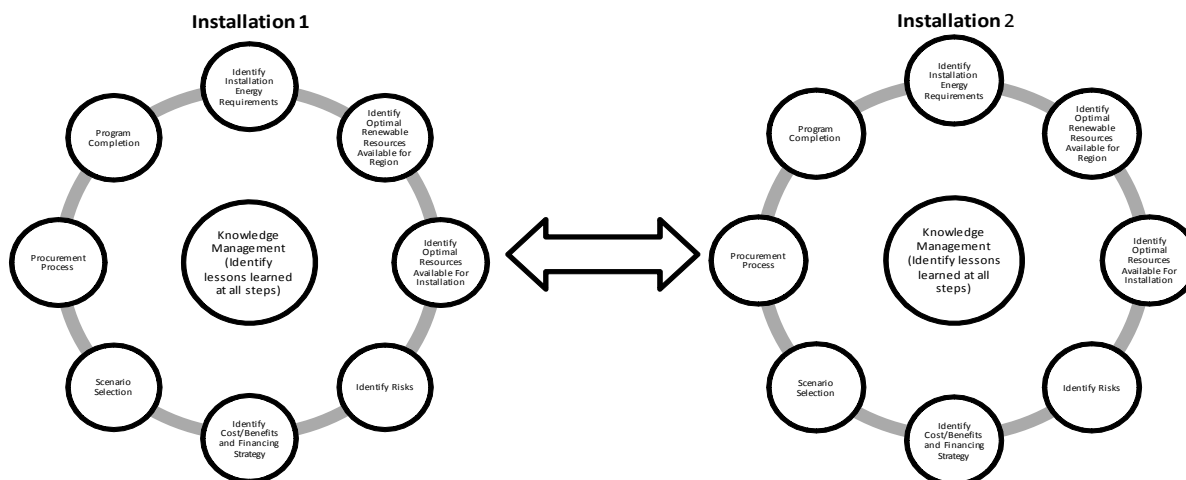 Installation 1
Identify
Installation
Energy
Requirements
Identify
Optimal
Renewable
Resources
Available for
Region
Identify
Optimal
Resources
Available For
Installation
Identify Risks
Identify
Cost/Benefits
and Financing
Strategy
Scenario
Selection
Procurement
Process
Program
Completion
Knowledge
Management
(Identify
lessons learned
at all steps)
Installation 2
Identify
Installation
Energy
Requirements
Identify
Optimal
Renewable
Resources
Available for
Region
Identify
Optimal
Resources
Available For
Installation
Identify Risks
Identify
Cost/Benefits
and Financing
Strategy
Scenario
Selection
Procurement
Process
Program
Completion
Knowledge
Management
(Identify lessons
learned at all
steps)